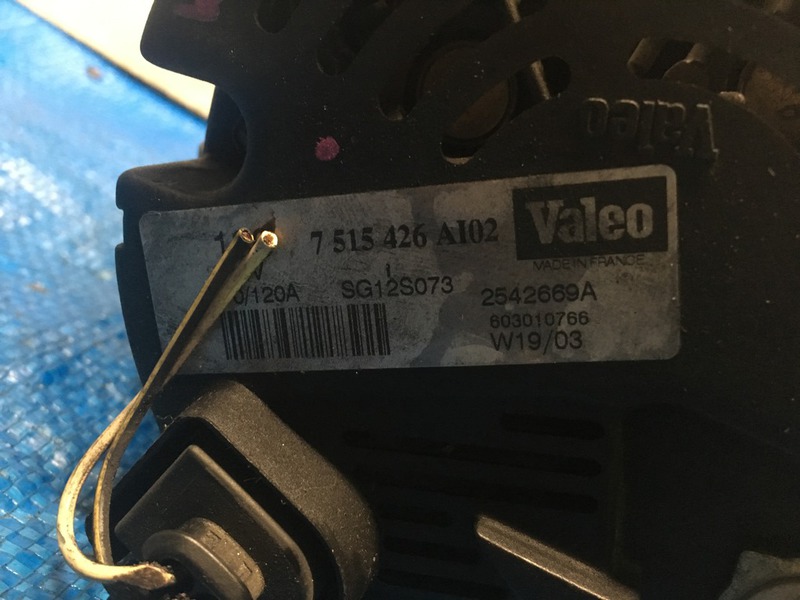 Valeo
7 515 426 AI02
Valeo
MADE IN FRANCE
SG12S073
2542669A
603010766
W19/03